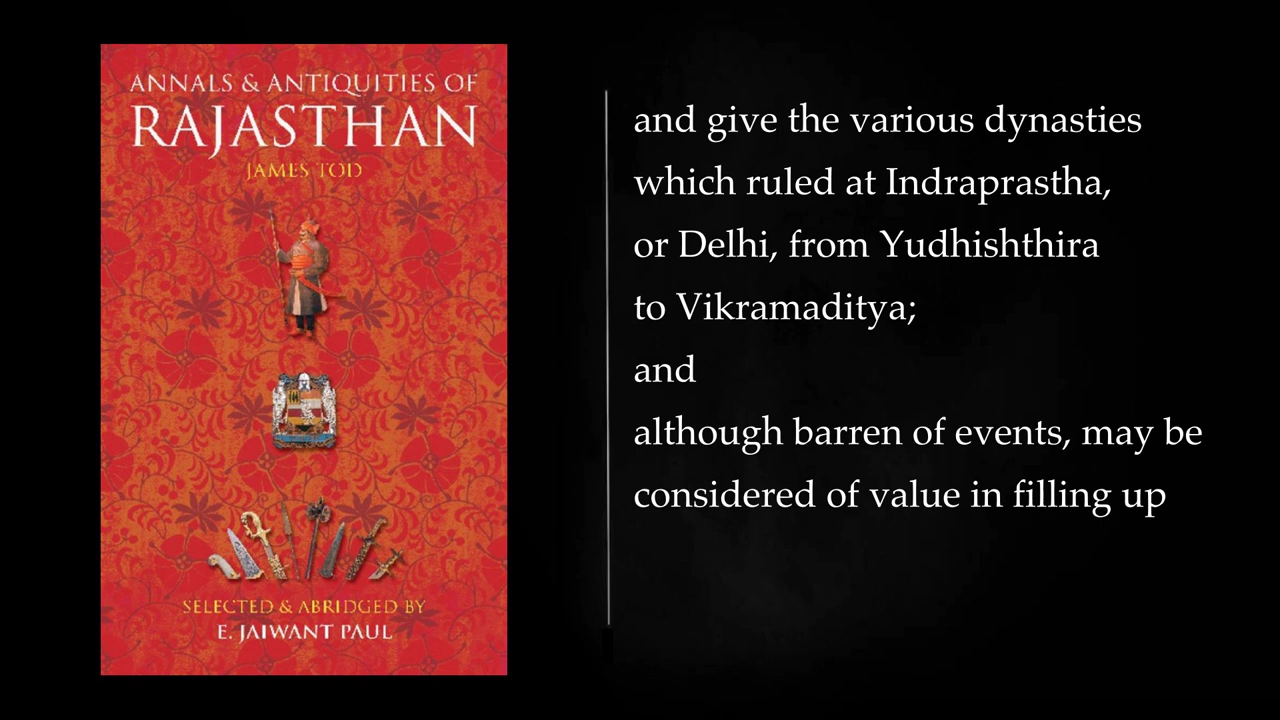 ANNALS & ANTIQUITIES OF
RAJASTHAN
JAMES TOD
SELECTED & ABRIDGED BY
E. JAIWANT PAUL
and give the various dynasties
which ruled at Indraprastha,
or Delhi, from Yudhishthira
to Vikramaditya;
and
although barren of events, may be
considered of value in filling up